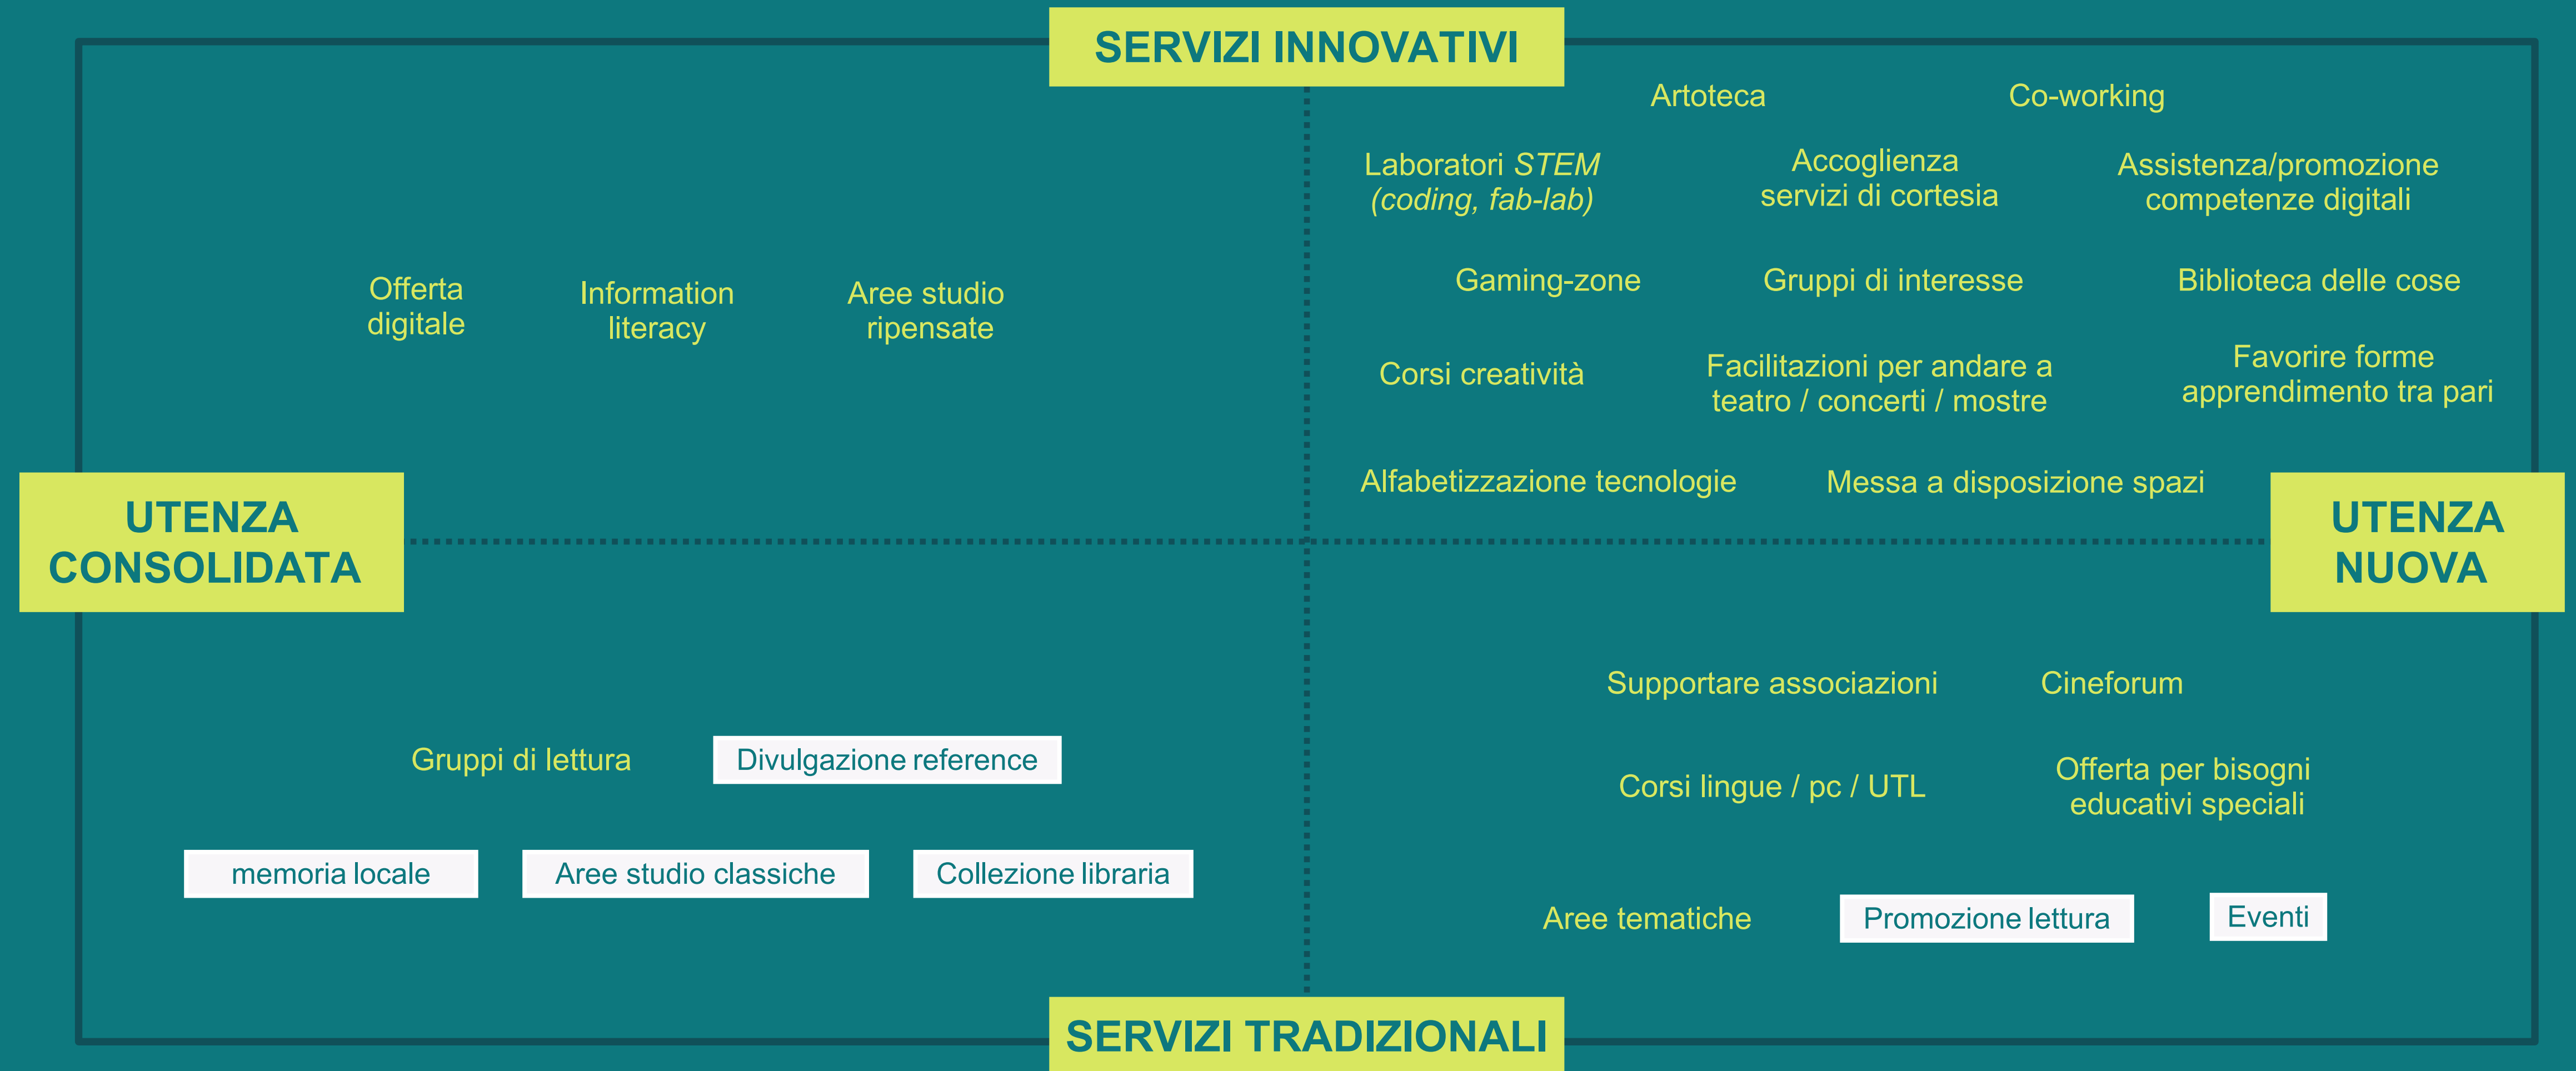 SERVIZI INNOVATIVI
Artoteca
Co-working
Laboratori STEM
(coding, fab-lab)
Accoglienza
servizi di cortesia
Assistenza/promozione
competenze digitali
Offerta
digitale
Information
literacy
Aree studio
ripensate
Gaming-zone
Gruppi di interesse
Biblioteca delle cose
Corsi creatività
Facilitazioni per andare a
teatro / concerti / mostre
Favorire forme
apprendimento tra pari
Alfabetizzazione tecnologie
Messa a disposizione spazi
UTENZA
CONSOLIDATA
UTENZA
NUOVA
Gruppi di lettura
Divulgazione reference
memoria locale
Aree studio classiche
Collezione libraria
Supportare associazioni
Cineforum
Corsi lingue / pc / UTL
Offerta per bisogni
educativi speciali
Aree tematiche
Promozione lettura
Eventi
SERVIZI TRADIZIONALI